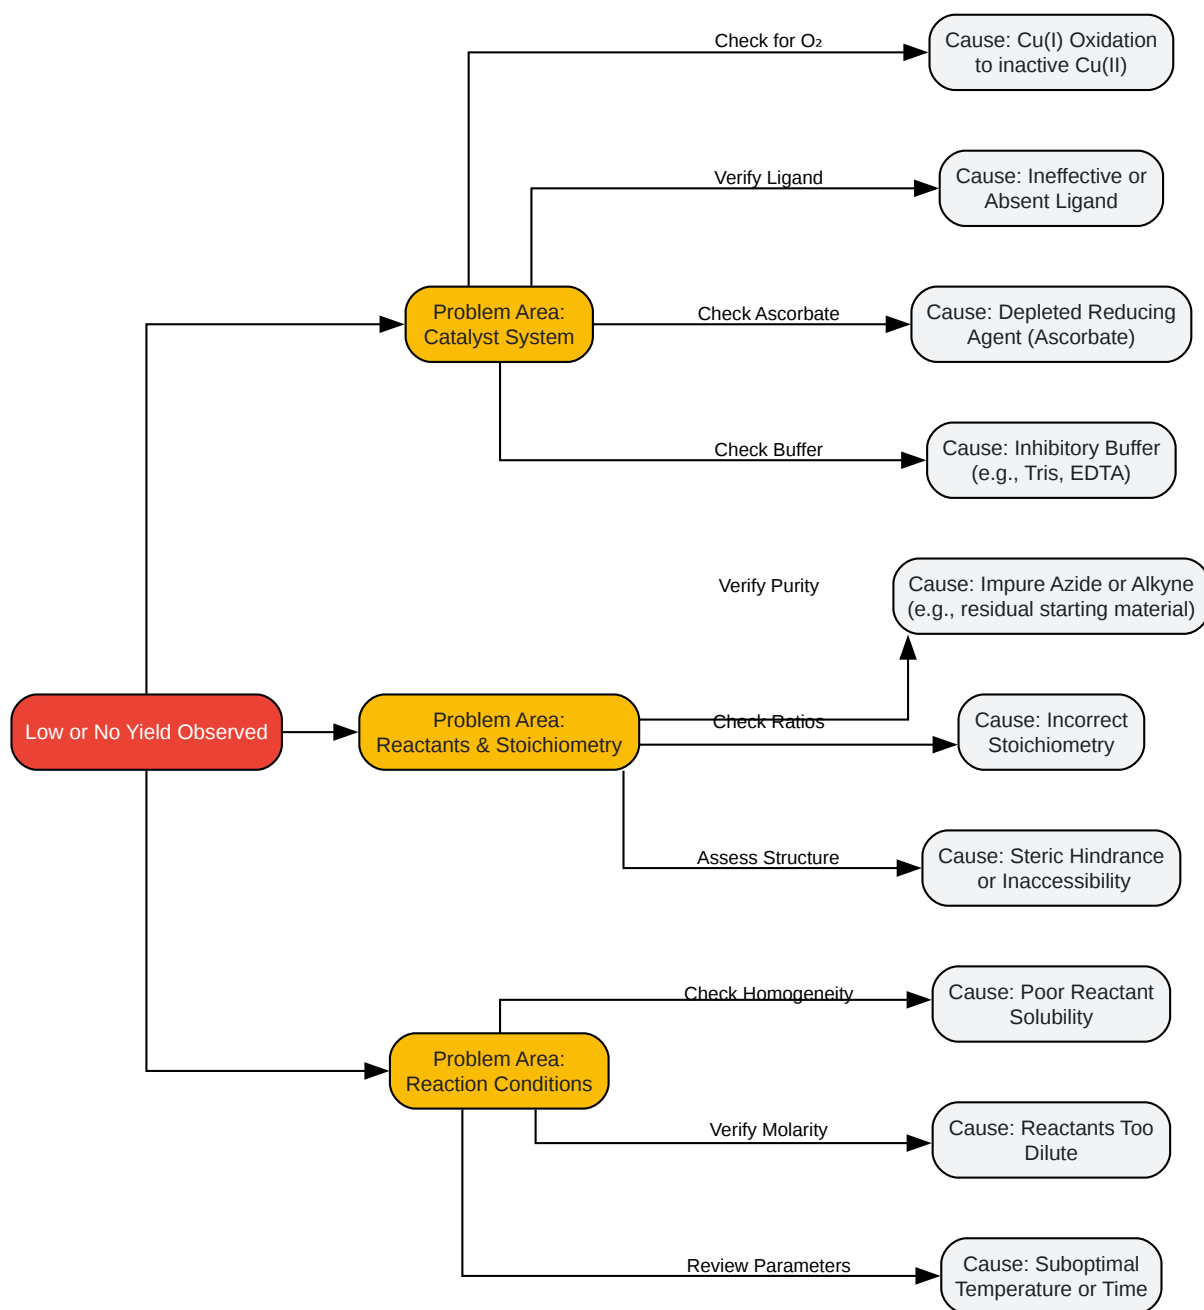 Check for O₂
Cause: Cu(I) Oxidation
to inactive Cu(II)
Verify Ligand
Cause: Ineffective or
Absent Ligand
Problem Area:
Catalyst System
Check Ascorbate
Cause: Depleted Reducing
Agent (Ascorbate)
Check Buffer
Cause: Inhibitory Buffer
(e.g., Tris, EDTA)
Verify Purity
Cause: Impure Azide or Alkyne
(e.g., residual starting material)
Low or No Yield Observed
Problem Area:
Reactants & Stoichiometry
Check Ratios
Cause: Incorrect
Stoichiometry
Assess Structure
Cause: Steric Hindrance
or Inaccessibility
Check Homogeneity
Cause: Poor Reactant
Solubility
Problem Area:
Reaction Conditions
Verify Molarity
Cause: Reactants Too
Dilute
Review Parameters
Cause: Suboptimal
Temperature or Time